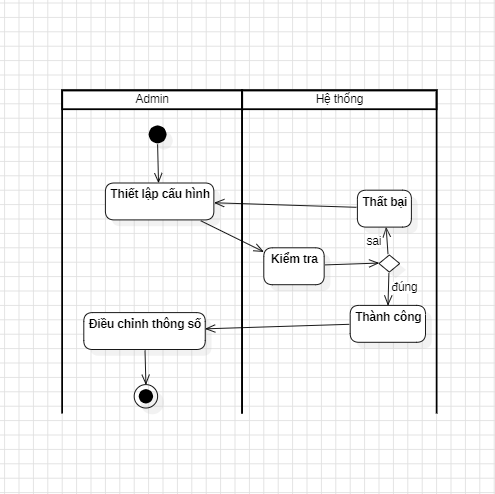 Admin
Hệ thống
Thiết lập cấu hình
Thất bại
sai
Kiểm tra
đúng
Điều chỉnh thông số
Thành công